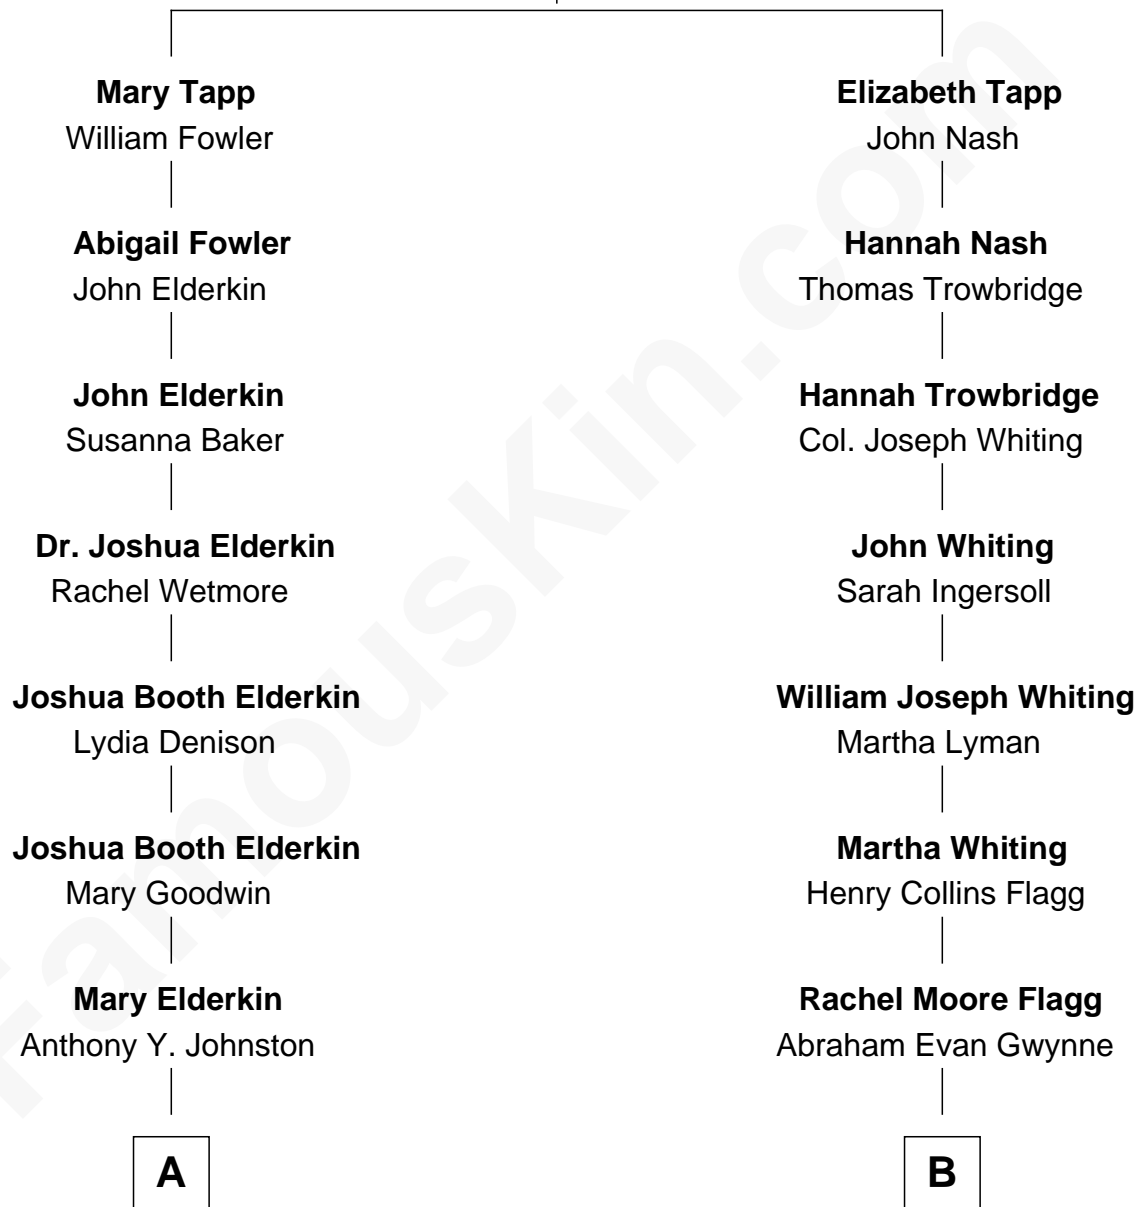 Mary Tapp
William Fowler
Abigail Fowler
John Elderkin
John Elderkin
Susanna Baker
Dr. Joshua Elderkin
Rachel Wetmore
Joshua Booth Elderkin
Lydia Denison
Joshua Booth Elderkin
Mary Goodwin
Mary Elderkin
Anthony Y. Johnston
A
Elizabeth Tapp
John Nash
Hannah Nash
Thomas Trowbridge
Hannah Trowbridge
Col. Joseph Whiting
John Whiting
Sarah Ingersoll
William Joseph Whiting
Martha Lyman
Martha Whiting
Henry Collins Flagg
Rachel Moore Flagg
Abraham Evan Gwynne
B
FamousKin.com